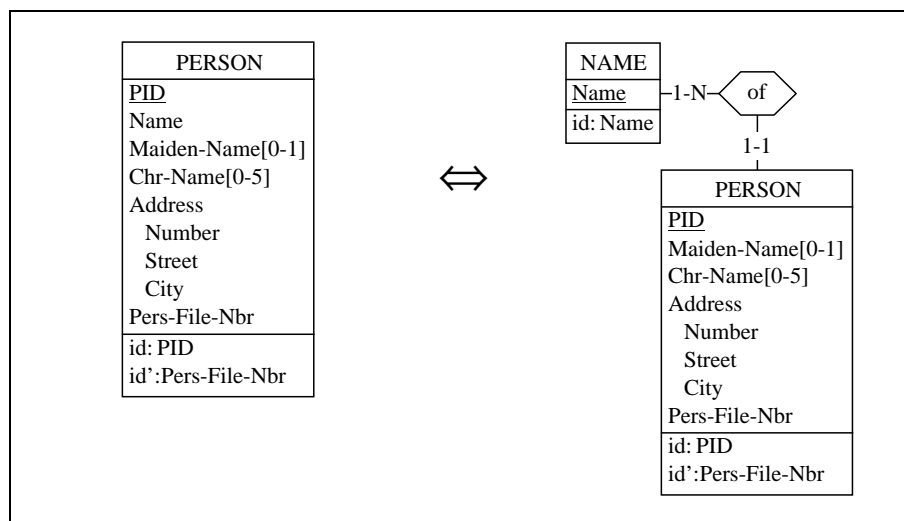 PERSON
PID
Name
Maiden-Name[0-1]
Chr-Name[0-5]
Address
Number
Street
City
Pers-File-Nbr
id: PID
id':Pers-File-Nbr
⇔
NAME
Name
id: Name
1-N
of
1-1
PERSON
PID
Maiden-Name[0-1]
Chr-Name[0-5]
Address
Number
Street
City
Pers-File-Nbr
id: PID
id':Pers-File-Nbr